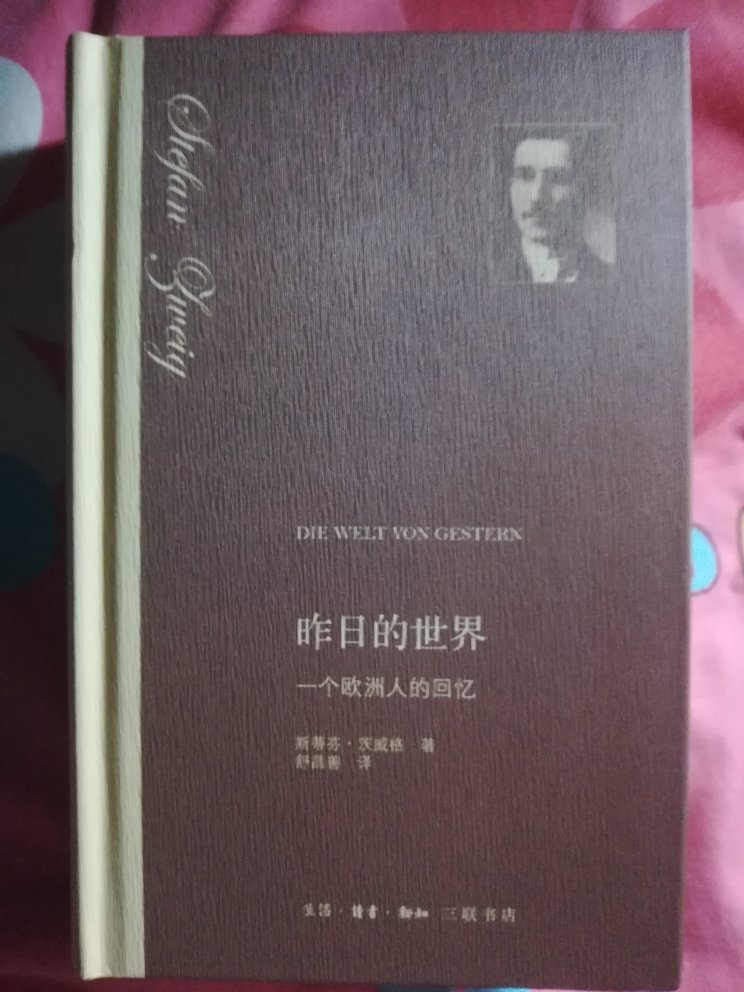 Stefan Zweig
DIE WELT VON GESTERN
昨日的世界
一个欧洲人的回忆
斯蒂芬·茨威格 著
舒昌善 译
生活·讀書·新知 三联书店